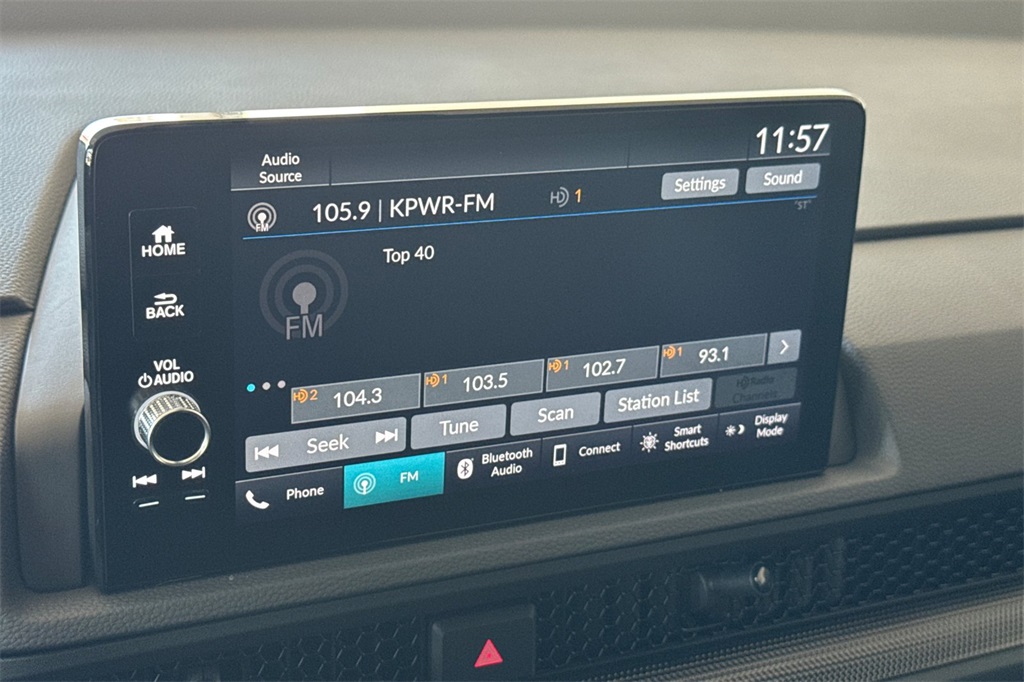 11:57
Audio
Source
Settings
Sound
FM
105.9 | KPWR-FM
HD 1
"ST"
HOME
Top 40
FM
BACK
VOL
AUDIO
HD 2 104.3
HD 1 103.5
HD 1 102.7
HD 1 93.1
Seek
Tune
Scan
Station List
HD Radio
Channels
Phone
FM
Bluetooth
Audio
Connect
Smart
Shortcuts
Display
Mode